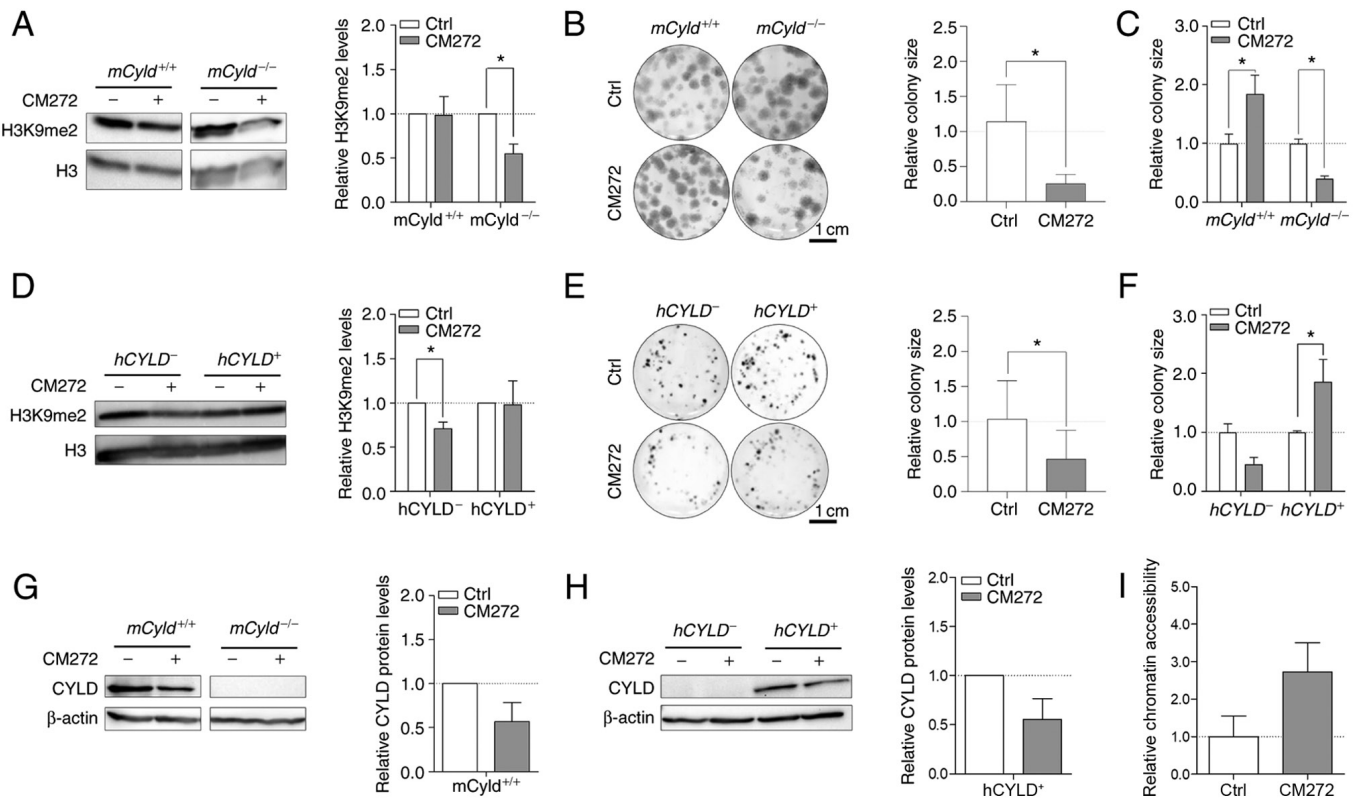 A
mCyld+/+ mCyld−/−
CM272 − + − +
H3K9me2
H3
Relative H3K9me2 levels
2.0
1.5
1.0
0.5
0.0
Ctrl
CM272
*
mCyld+/+ mCyld−/−
B
mCyld+/+ mCyld−/−
Ctrl
CM272
1 cm
Relative colony size
2.5
2.0
1.5
1.0
0.5
0.0
*
Ctrl CM272
C
Relative colony size
3.0
2.0
1.0
0.0
Ctrl
CM272
* *
mCyld+/+ mCyld−/−
D
hCYLD− hCYLD+
CM272 − + − +
H3K9me2
H3
Relative H3K9me2 levels
2.0
1.5
1.0
0.5
0.0
Ctrl
CM272
*
hCYLD− hCYLD+
E
hCYLD− hCYLD+
Ctrl
CM272
1 cm
Relative colony size
2.5
2.0
1.5
1.0
0.5
0.0
*
Ctrl CM272
F
Relative colony size
3.0
2.0
1.0
0.0
Ctrl
CM272
*
hCYLD− hCYLD+
G
mCyld+/+ mCyld−/−
CM272 − + − +
CYLD
β-actin
Relative CYLD protein levels
2.0
1.5
1.0
0.5
0.0
Ctrl
CM272
mCyld+/+
H
hCYLD− hCYLD+
CM272 − + − +
CYLD
β-actin
Relative CYLD protein levels
2.0
1.5
1.0
0.5
0.0
Ctrl
CM272
hCYLD+
I
Relative chromatin accessibility
5.0
4.0
3.0
2.0
1.0
0.0
Ctrl CM272